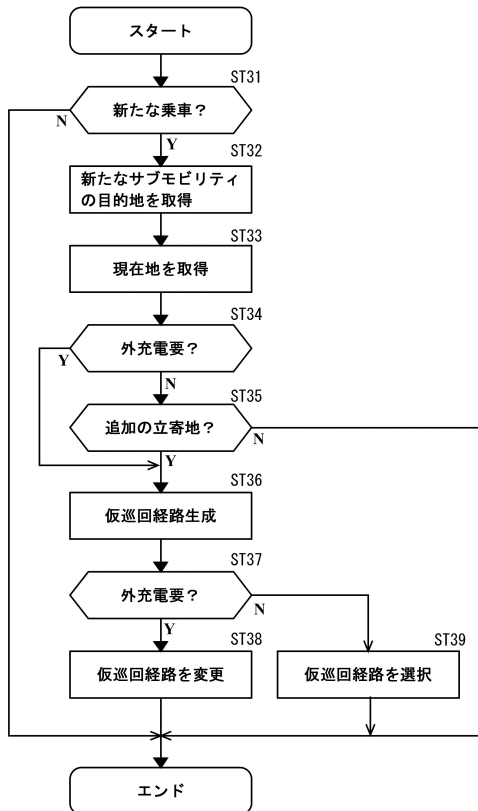 スタート
ST31
新たな乗車？
N
Y
ST32
新たなサブモビリティ
の目的地を取得
ST33
現在地を取得
ST34
外充電要？
Y
N
ST35
追加の立寄地？
N
Y
ST36
仮巡回経路生成
ST37
外充電要？
N
Y
ST38
仮巡回経路を変更
ST39
仮巡回経路を選択
エンド